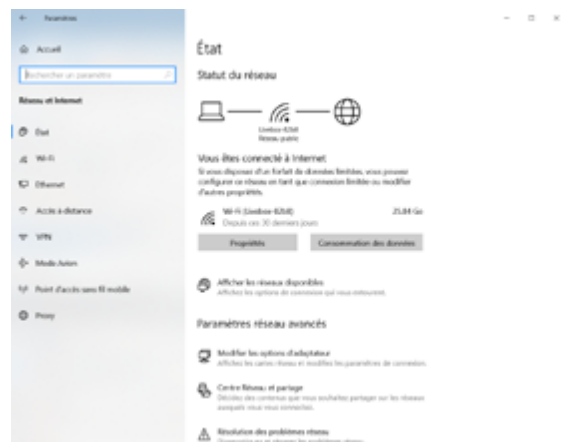 Paramètres
Accueil
Rechercher un paramètre
Réseau et Internet
État
Wi-Fi
Ethernet
Accès à distance
VPN
Mode Avion
Point d'accès sans fil mobile
Proxy
État
Statut du réseau
Réseau public
Vous êtes connecté à Internet
Si vous disposez d'un forfait de données limitées, vous pouvez
configurer ce réseau en tant que connexion limitée ou modifier
d'autres propriétés.
Wi-Fi (Livebox-8268)
25.84 Go
Depuis ces 30 derniers jours
Propriétés
Consommation des données
Afficher les réseaux disponibles
Affichez les options de connexion qui vous entourent.
Paramètres réseau avancés
Modifier les options d'adaptateur
Affichez les cartes réseau et modifiez les paramètres de connexion.
Centre Réseau et partage
Décidez des contenus que vous souhaitez partager sur les réseaux
auxquels vous vous connectez.
Résolution des problèmes réseau